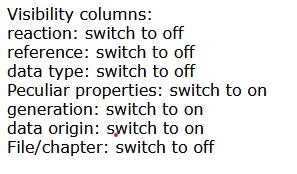 Visibility columns:
reaction: switch to off
reference: switch to off
data type: switch to off
Peculiar properties: switch to on
generation: switch to on
data origin: switch to on
File/chapter: switch to off